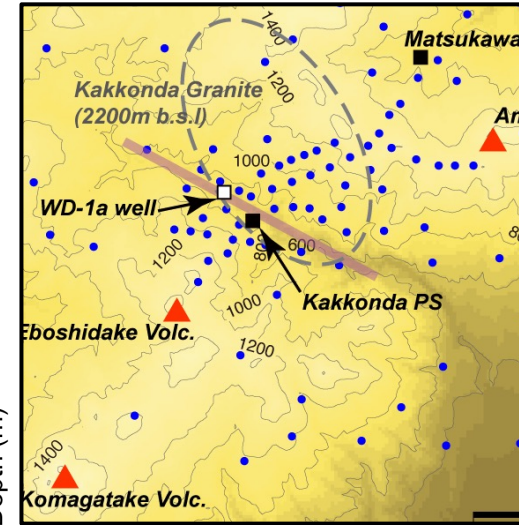 1400
Matsukawa
1200
Kakkonda Granite
(2200m b.s.l)
1000
WD-1a well
600
800
1200
Kakkonda PS
1000
Eboshidake Volc.
1200
1400
Komagatake Volc.